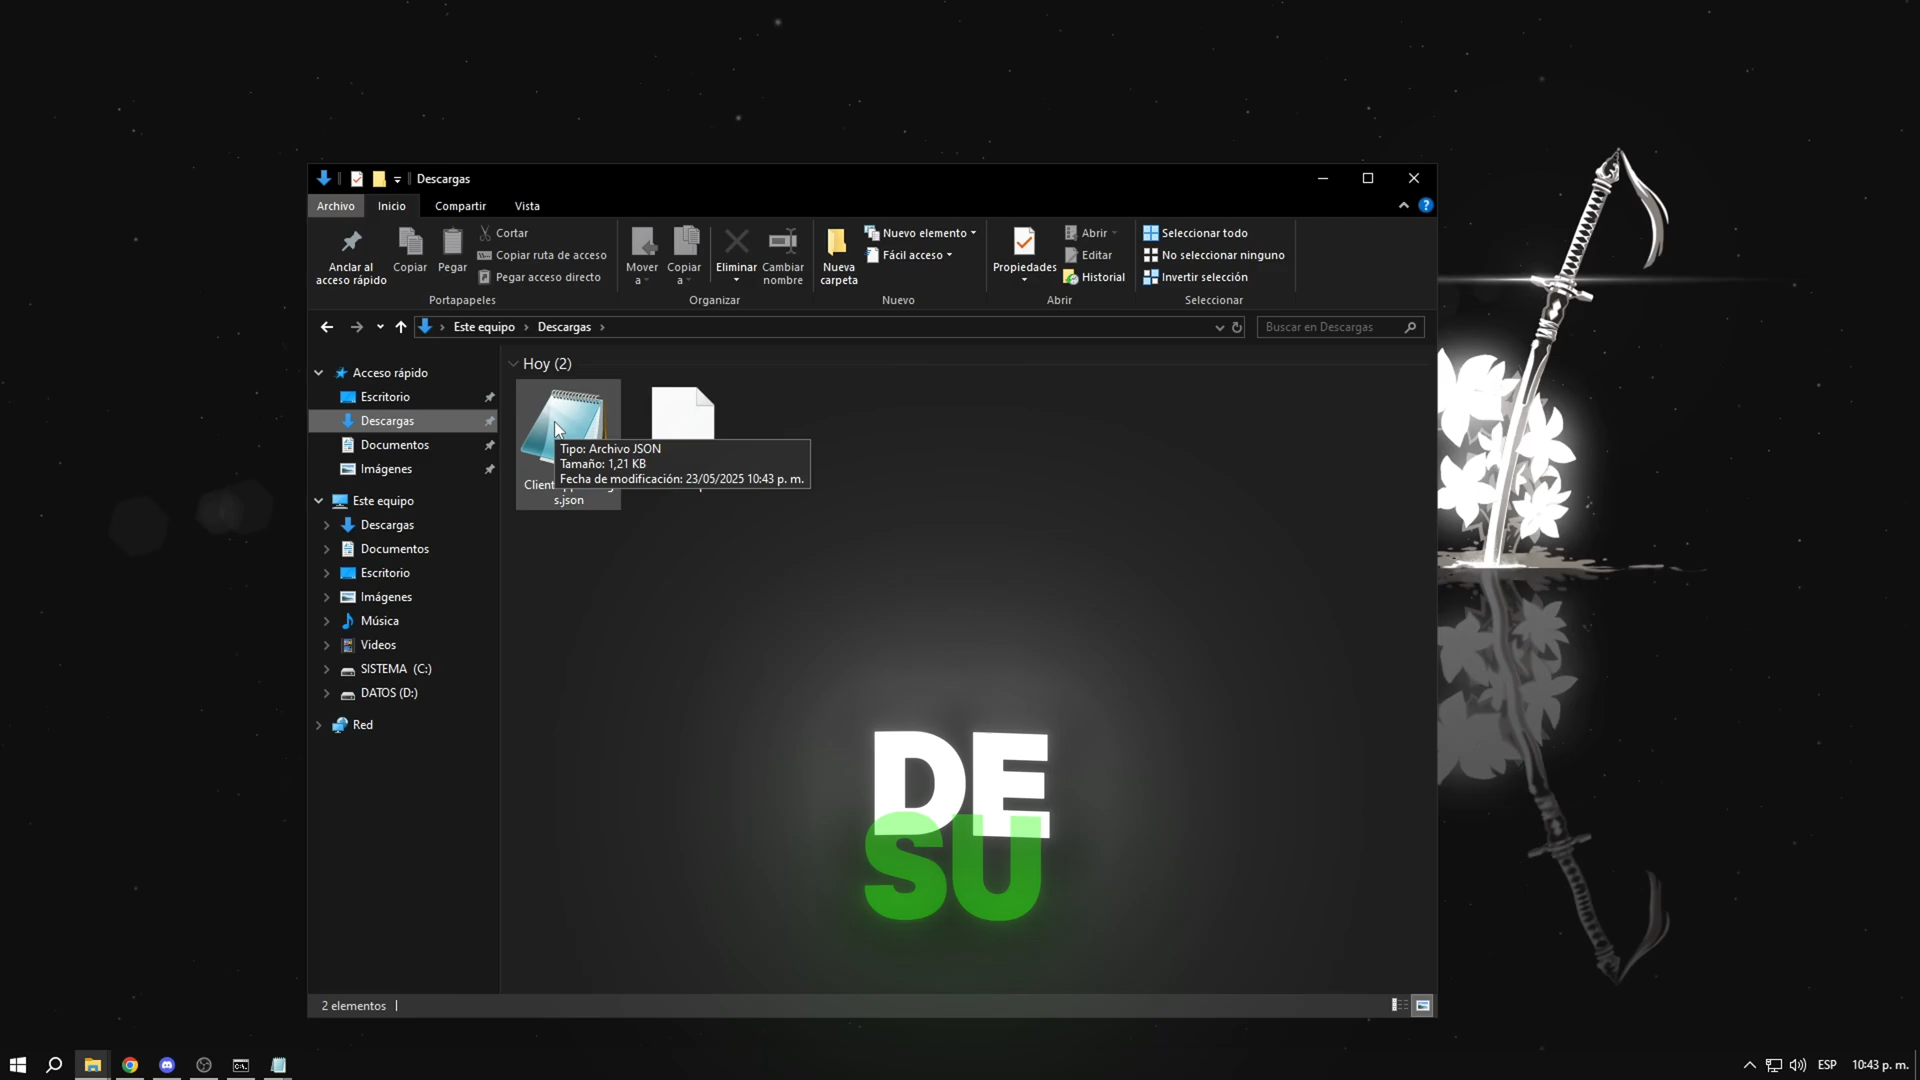 Descargas
Archivo
Inicio
Compartir
Vista
Anclar al
acceso rápido
Copiar
Pegar
Cortar
Copiar ruta de acceso
Pegar acceso directo
Portapapeles
Mover
a
Copiar
a
Eliminar
Cambiar
nombre
Organizar
Nueva
carpeta
Nuevo elemento
Fácil acceso
Nuevo
Propiedades
Abrir
Editar
Historial
Abrir
Seleccionar todo
No seleccionar ninguno
Invertir selección
Seleccionar
Este equipo
Descargas
Buscar en Descargas
Acceso rápido
Escritorio
Descargas
Documentos
Imágenes
Este equipo
Descargas
Documentos
Escritorio
Imágenes
Música
Videos
SISTEMA (C:)
DATOS (D:)
Red
Hoy (2)
Tipo: Archivo JSON
Tamaño: 1,21 KB
Fecha de modificación: 23/05/2025 10:43 p. m.
Client
s.json
DE
SU
2 elementos
ESP
10:43 p. m.